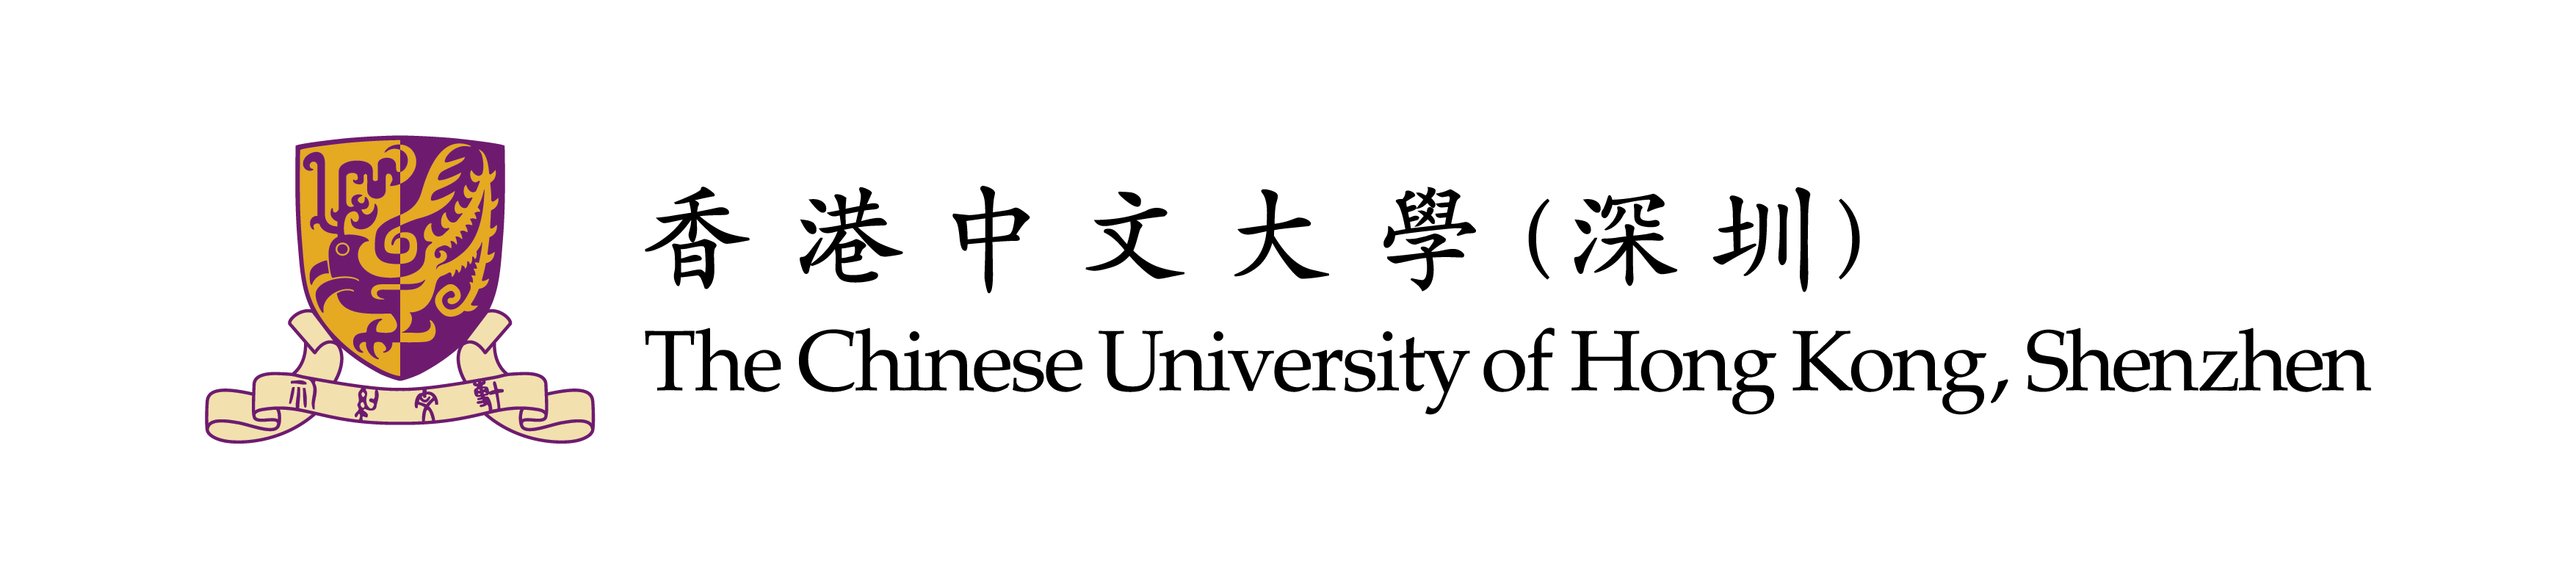 香港中文大學(深圳)
The Chinese University of Hong Kong, Shenzhen